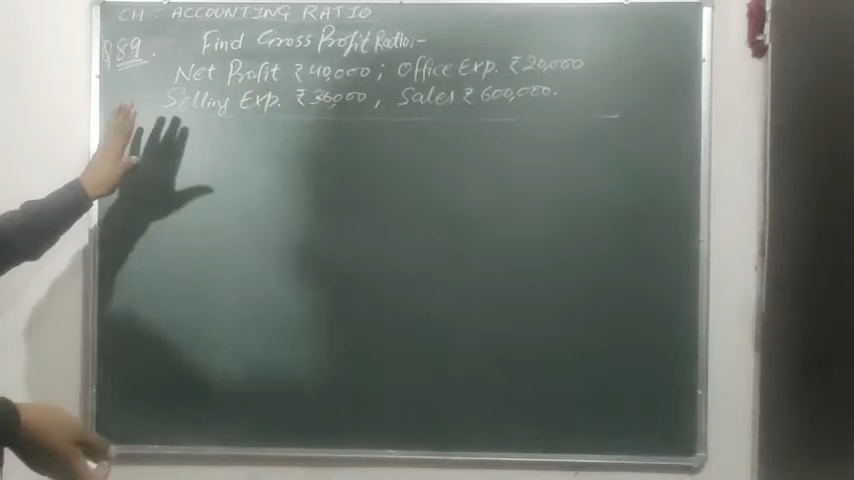 CH: ACCOUNTING RATIO
Q89. Find Gross Profit Ratio:-
Net Profit ₹40,000; Office Exp. ₹20,000
Selling Exp. ₹36,000, Sales ₹600,000.